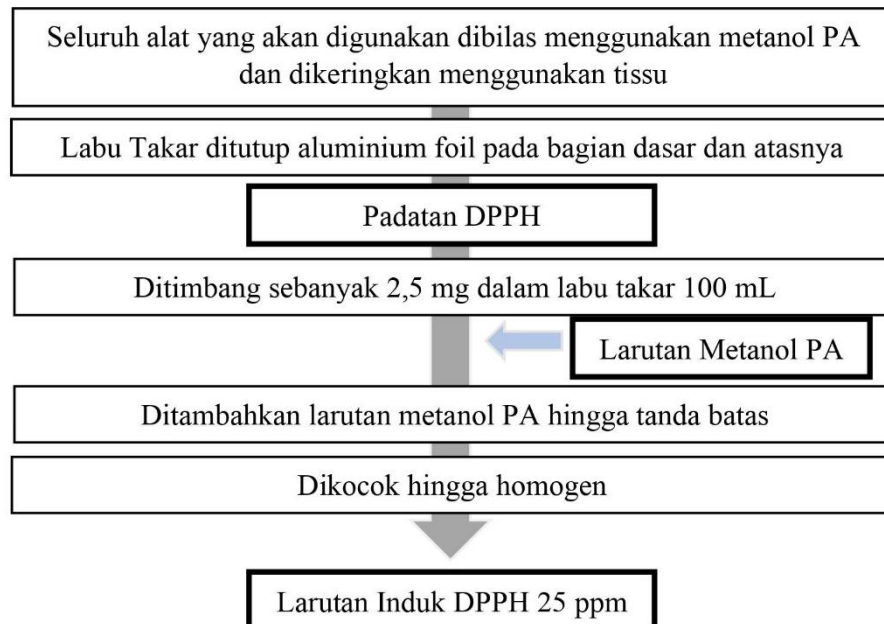 Seluruh alat yang akan digunakan dibilas menggunakan metanol PA
dan dikeringkan menggunakan tissu
Labu Takar ditutup aluminium foil pada bagian dasar dan atasnya
Padatan DPPH
Ditimbang sebanyak 2,5 mg dalam labu takar 100 mL
Larutan Metanol PA
Ditambahkan larutan metanol PA hingga tanda batas
Dikocok hingga homogen
Larutan Induk DPPH 25 ppm